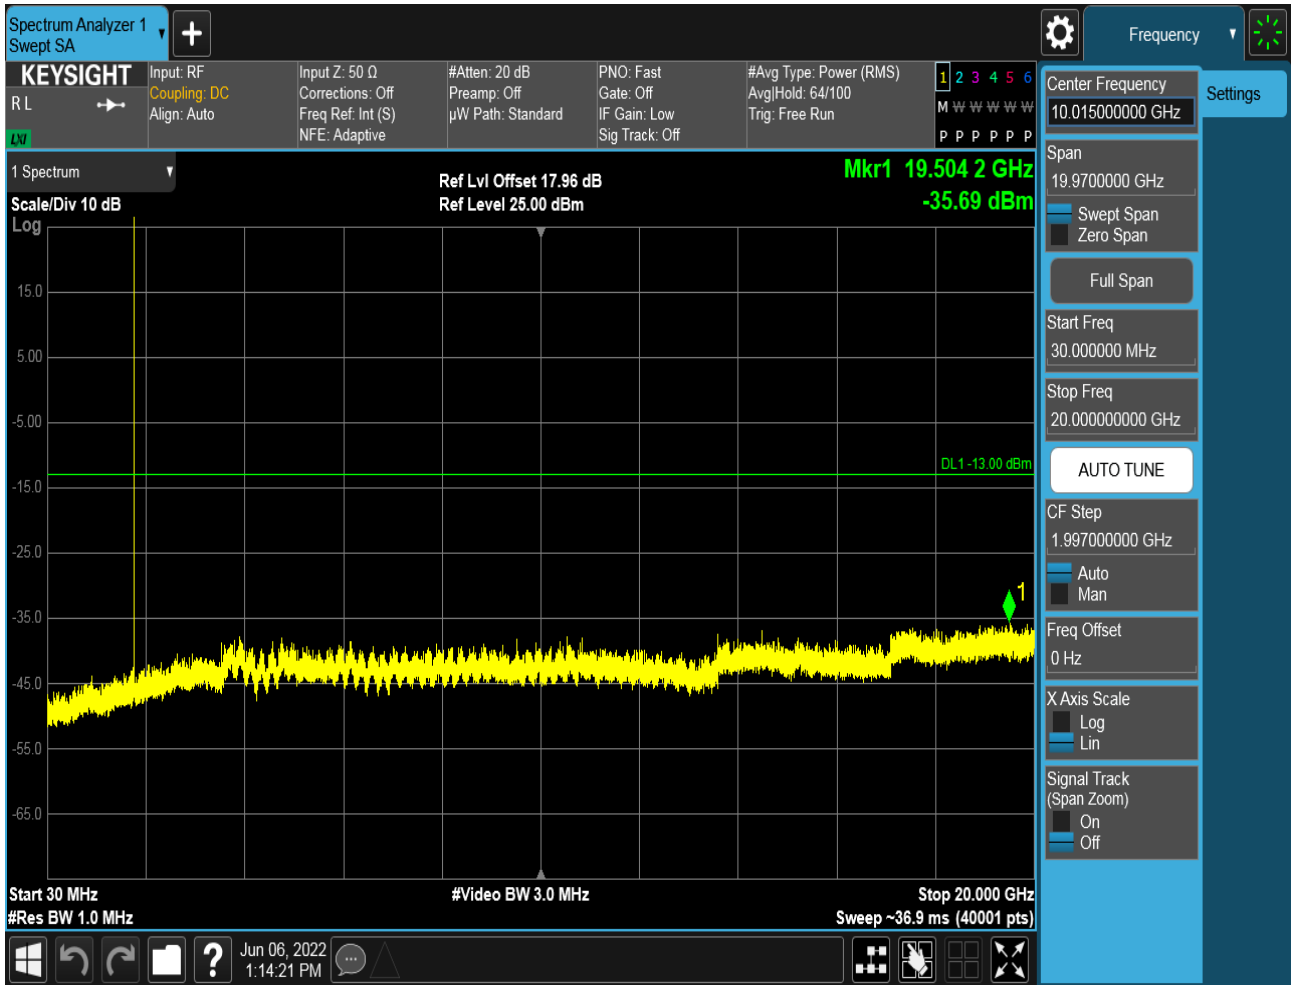 Spectrum Analyzer 1
Swept SA
+
Frequency
KEYSIGHT
R L
LXI
Input: RF
Coupling: DC
Align: Auto
Input Z: 50 Ω
Corrections: Off
Freq Ref: Int (S)
NFE: Adaptive
#Atten: 20 dB
Preamp: Off
µW Path: Standard
PNO: Fast
Gate: Off
IF Gain: Low
Sig Track: Off
#Avg Type: Power (RMS)
Avg|Hold: 64/100
Trig: Free Run
1 2 3 4 5 6
M W W W W W
P P P P P P
1 Spectrum
Scale/Div 10 dB
Log
Ref Lvl Offset 17.96 dB
Ref Level 25.00 dBm
Mkr1 19.504 2 GHz
-35.69 dBm
15.0
5.00
-5.00
DL1 -13.00 dBm
-15.0
-25.0
1
-35.0
-45.0
-55.0
-65.0
Start 30 MHz
#Res BW 1.0 MHz
#Video BW 3.0 MHz
Stop 20.000 GHz
Sweep ~36.9 ms (40001 pts)
Center Frequency
10.015000000 GHz
Settings
Span
19.9700000 GHz
Swept Span
Zero Span
Full Span
Start Freq
30.000000 MHz
Stop Freq
20.000000000 GHz
AUTO TUNE
CF Step
1.997000000 GHz
Auto
Man
Freq Offset
0 Hz
X Axis Scale
Log
Lin
Signal Track
(Span Zoom)
On
Off
?
Jun 06, 2022
1:14:21 PM